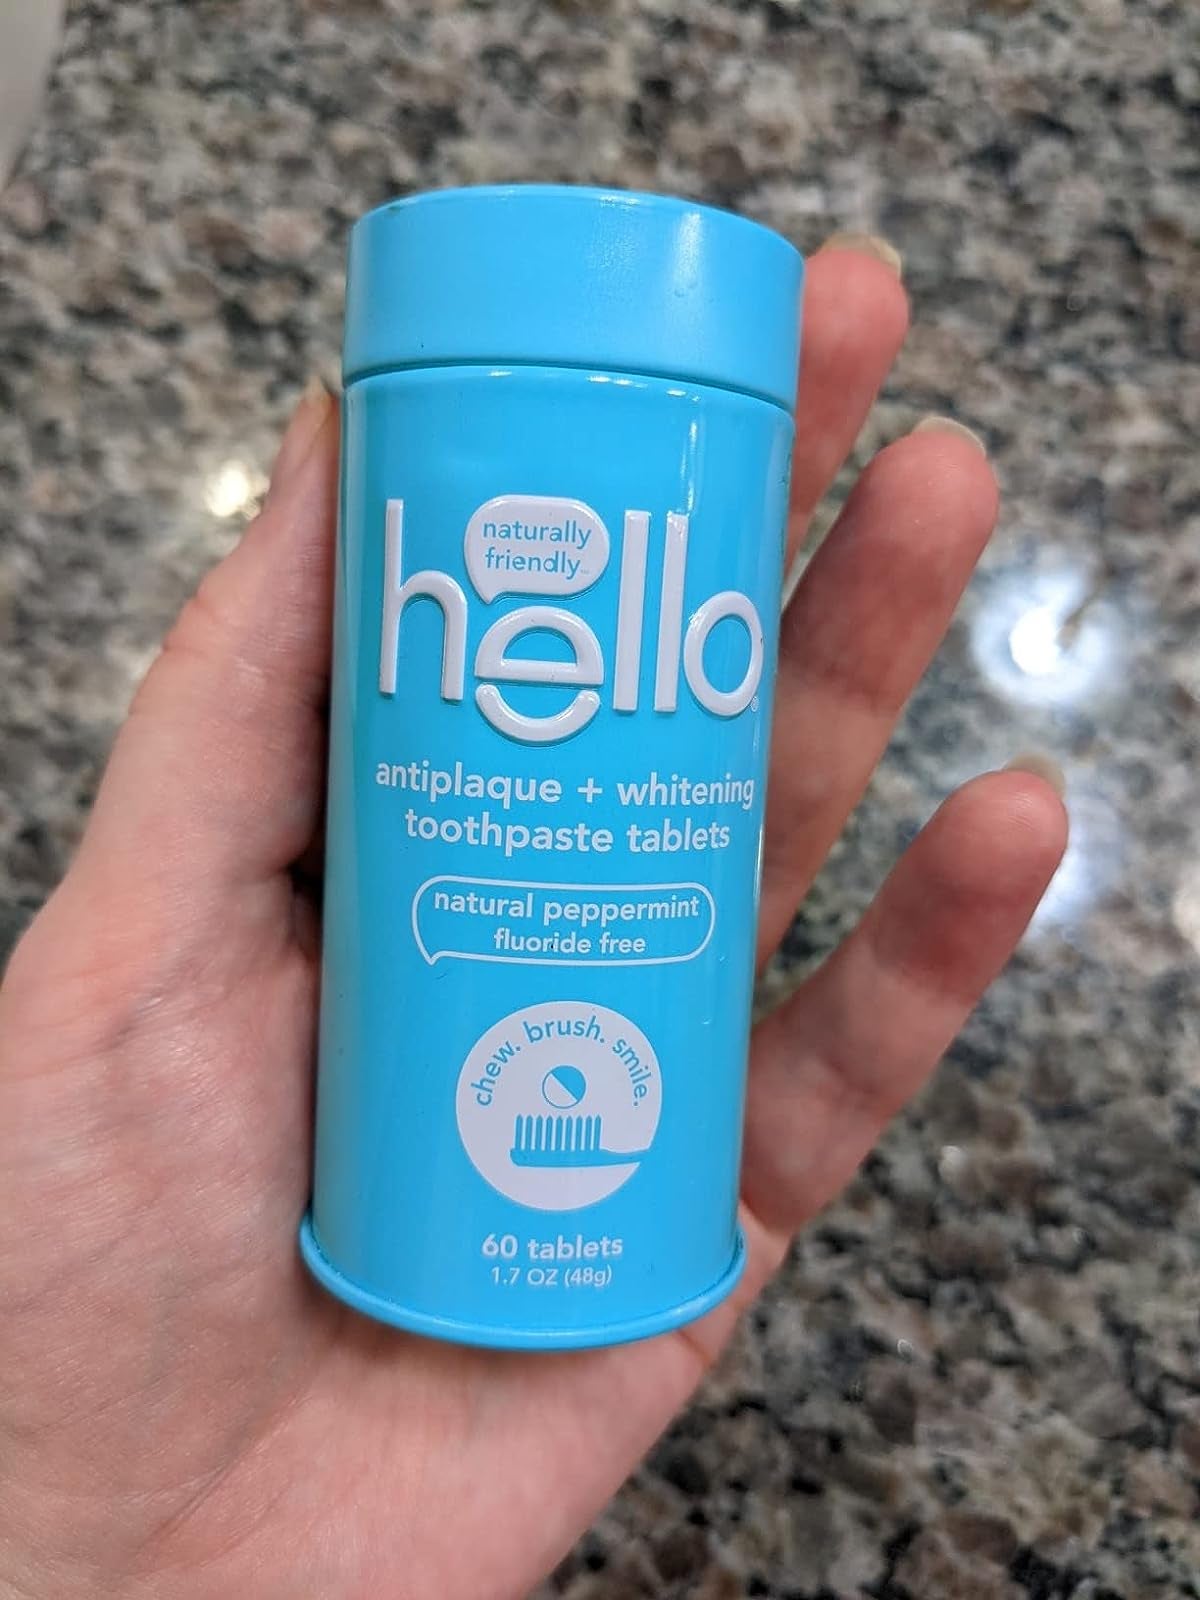 naturally
friendly™
hello®
antiplaque + whitening
toothpaste tablets
natural peppermint
fluoride free
chew. brush. smile.
60 tablets
1.7 OZ (48g)